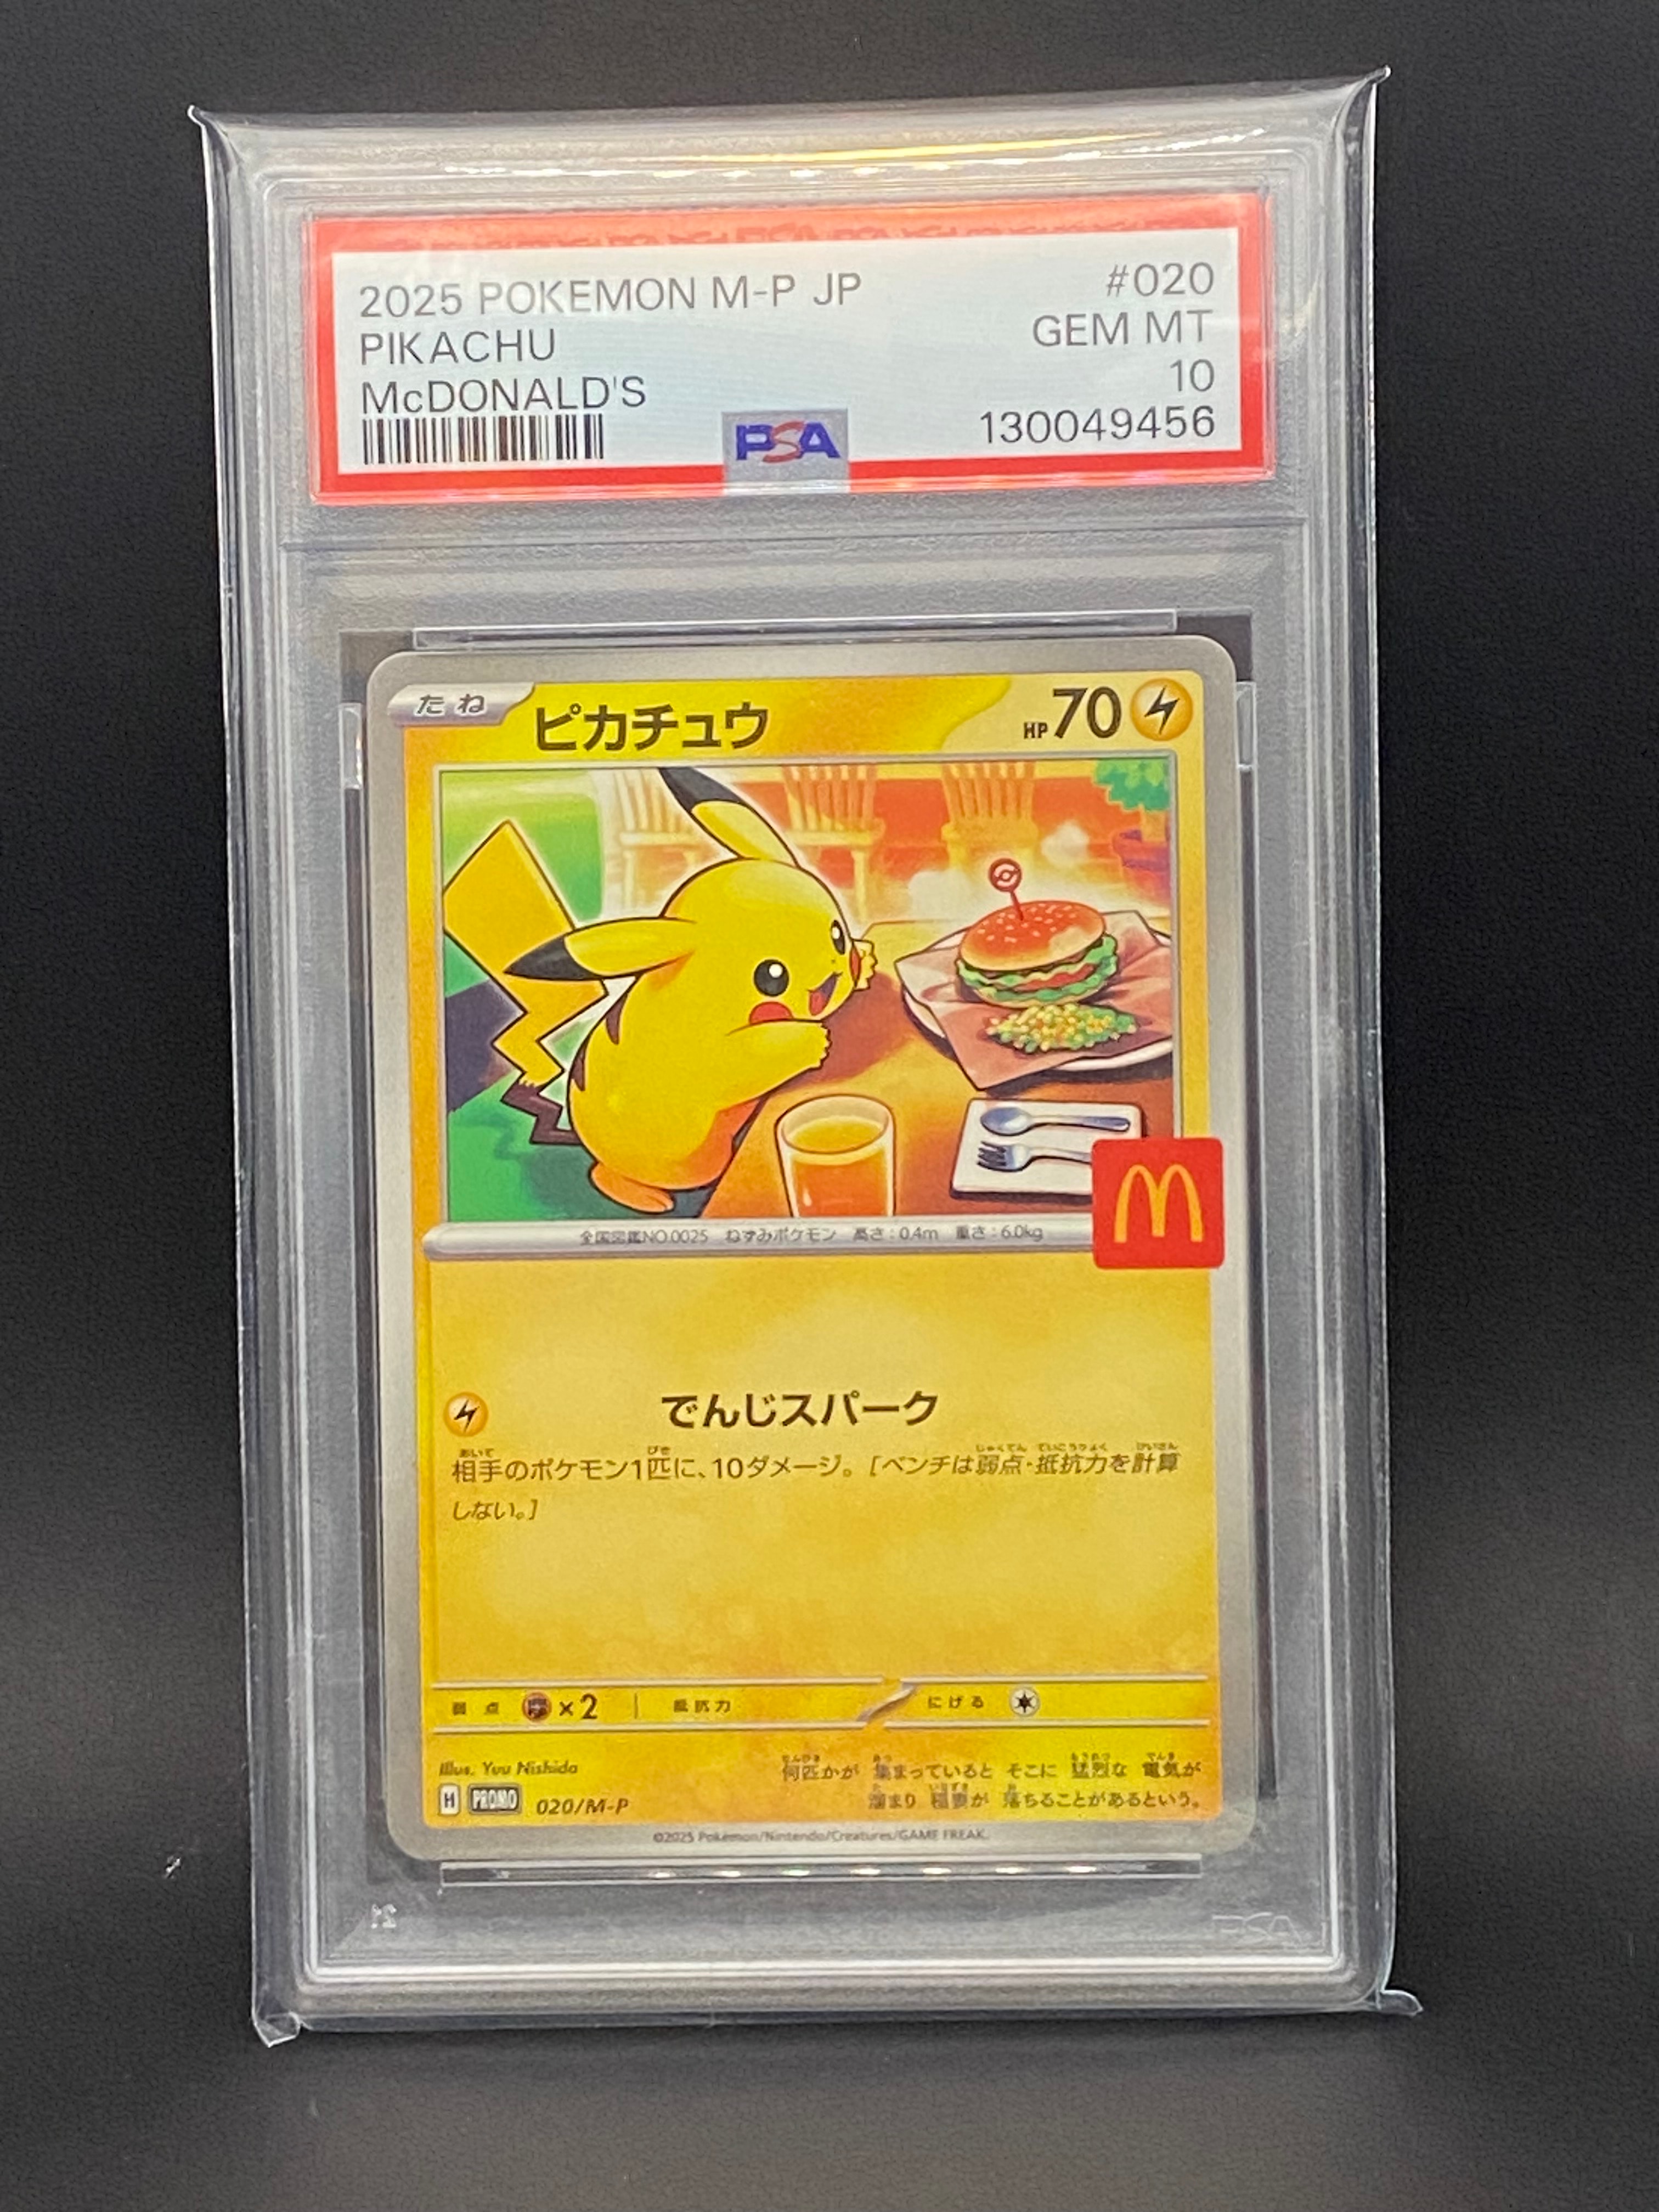 2025 POKEMON M-P JP #020
PIKACHU GEM MT
McDONALD'S 10
PSA 130049456
たね ピカチュウ HP70
全国図鑑NO.0025 ねずみポケモン 高さ:0.4m 重さ:6.0kg
でんじスパーク
相手のポケモン1匹に、10ダメージ。[ベンチは弱点・抵抗力を計算
しない。]
弱点 ×2 抵抗力 にげる
Illus. Yuu Nishida
何匹かが 集まっていると そこに 猛烈な 電気が
溜まり 稲妻が 落ちることがあるという。
H PROMO 020/M-P
©2025 Pokémon/Nintendo/Creatures/GAME FREAK.
PSA